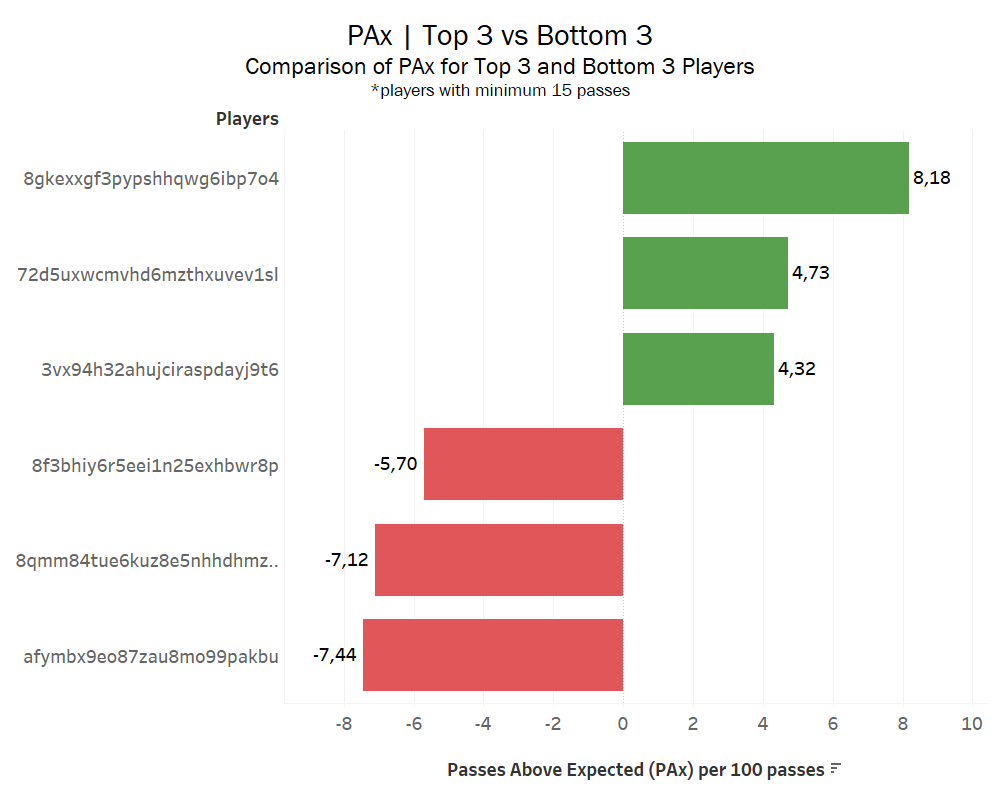 PAx | Top 3 vs Bottom 3
Comparison of PAx for Top 3 and Bottom 3 Players
*players with minimum 15 passes
Players
8gkexxgf3pypshhqwg6ibp7o4 8,18
72d5uxwcmvhd6mzthxuvev1sl 4,73
3vx94h32ahujciraspdayj9t6 4,32
8f3bhiy6r5eei1n25exhbwr8p -5,70
8qmm84tue6kuz8e5nhhdhmz.. -7,12
afymbx9eo87zau8mo99pakbu -7,44
-8 -6 -4 -2 0 2 4 6 8 10
Passes Above Expected (PAx) per 100 passes